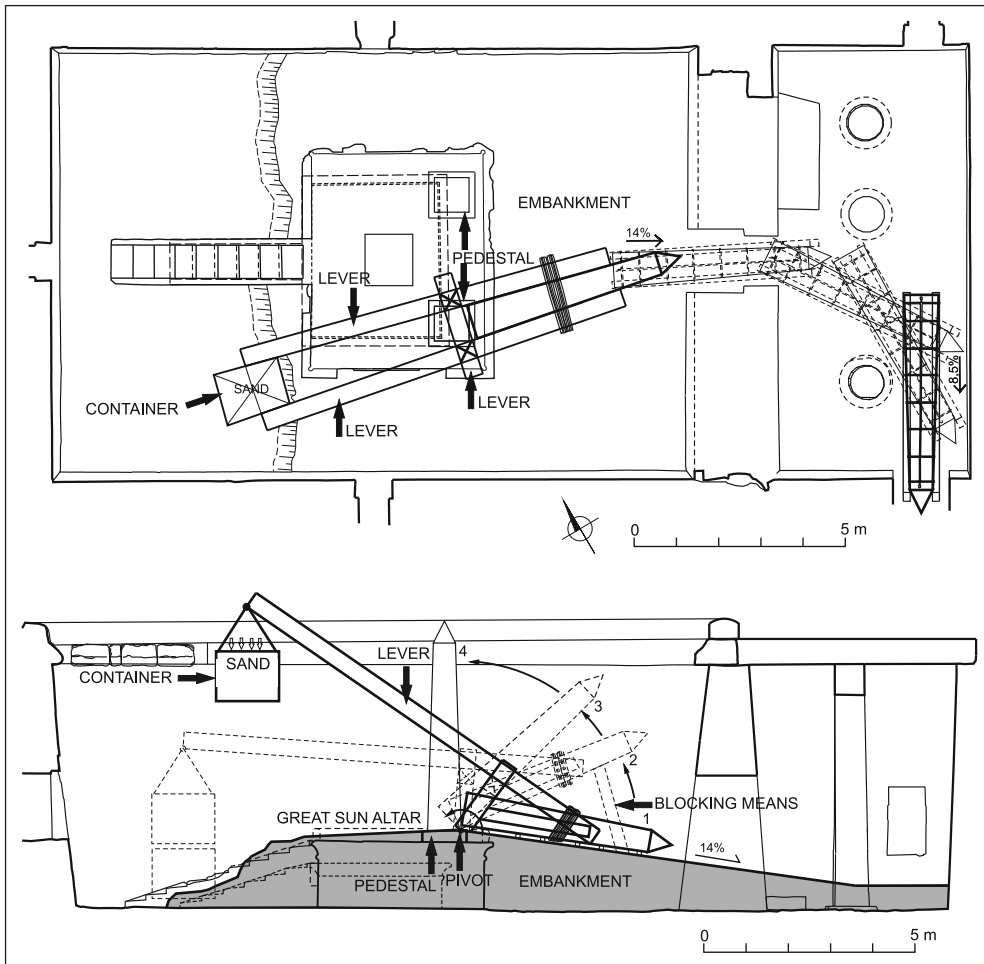 EMBANKMENT
14%
PEDESTAL
LEVER
SAND
CONTAINER
LEVER
LEVER
8.5%
0 5 m
4
SAND
LEVER
CONTAINER
3
2
BLOCKING MEANS
1
GREAT SUN ALTAR
14%
PEDESTAL
PIVOT
EMBANKMENT
0 5 m